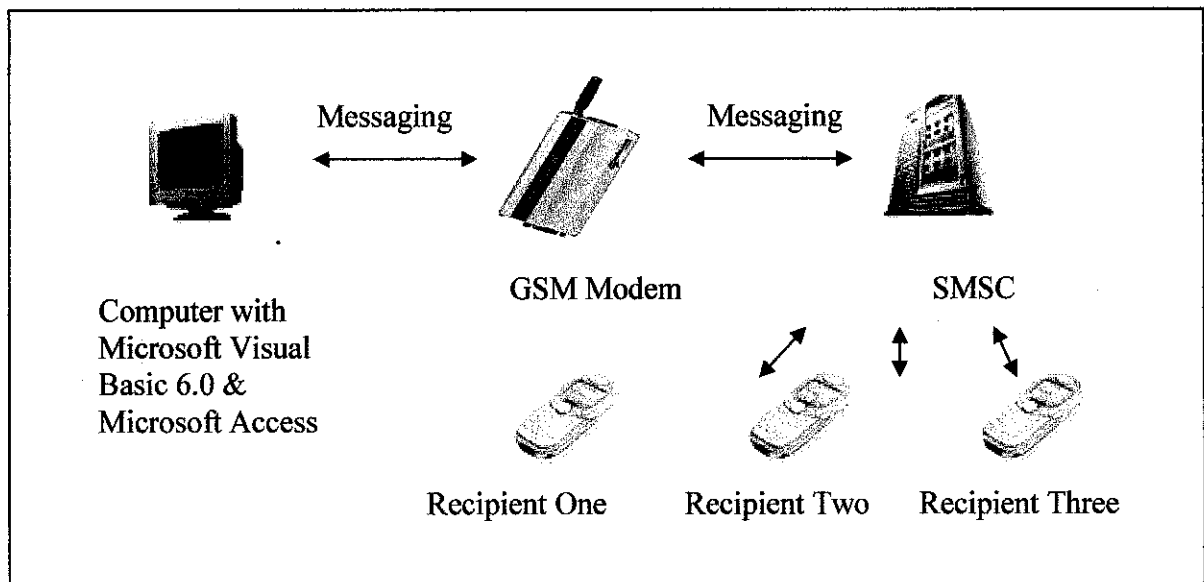 Messaging
Messaging
GSM Modem
SMSC
Computer with
Microsoft Visual
Basic 6.0 &
Microsoft Access
Recipient One
Recipient Two
Recipient Three